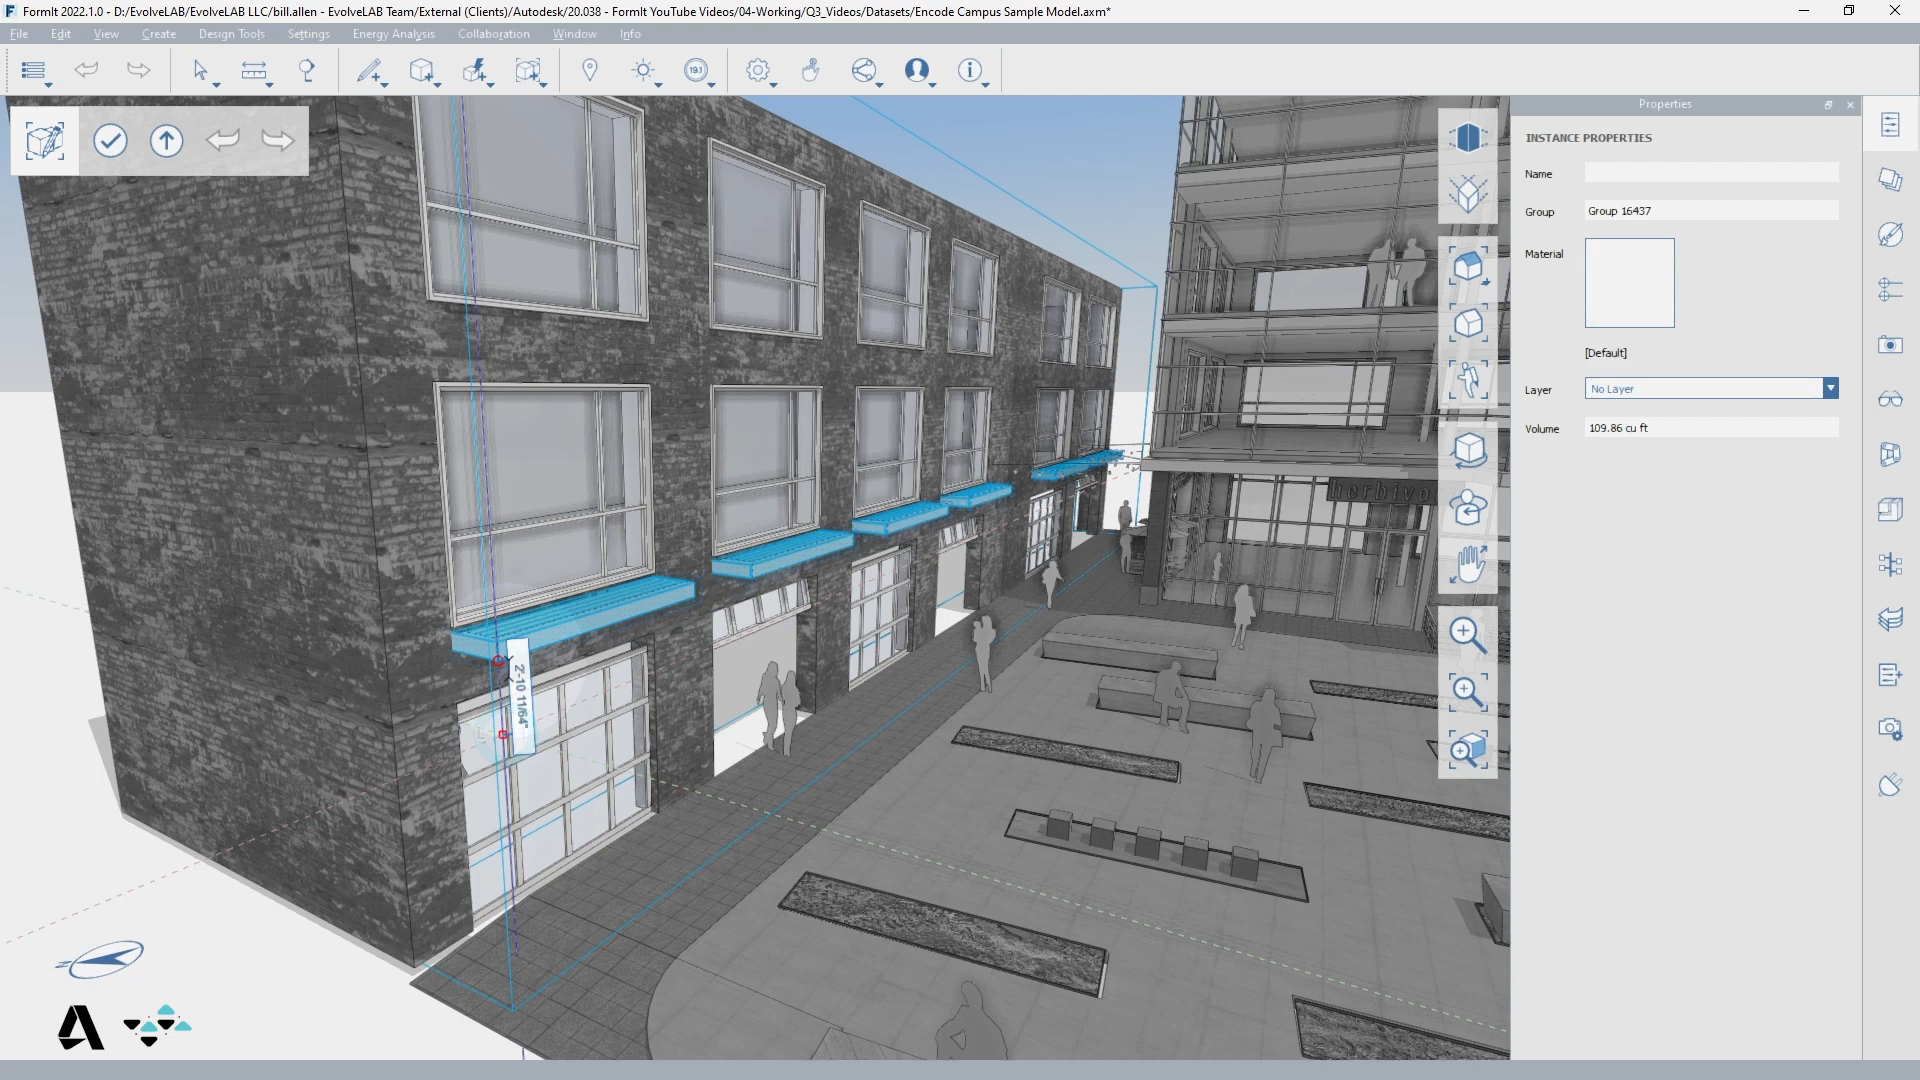 FormIt 2022.1.0 - D:/EvolveLAB/EvolveLAB LLC/bill.allen - EvolveLAB Team/External (Clients)/Autodesk/20.038 - FormIt YouTube Videos/04-Working/Q3_Videos/Datasets/Encode Campus Sample Model.axm*
File Edit View Create Design Tools Settings Energy Analysis Collaboration Window Info
19.1
Properties
INSTANCE PROPERTIES
Name
Group Group 16437
Material
[Default]
Layer No Layer
Volume 109.86 cu ft
herbivo
2'-10 11/64"